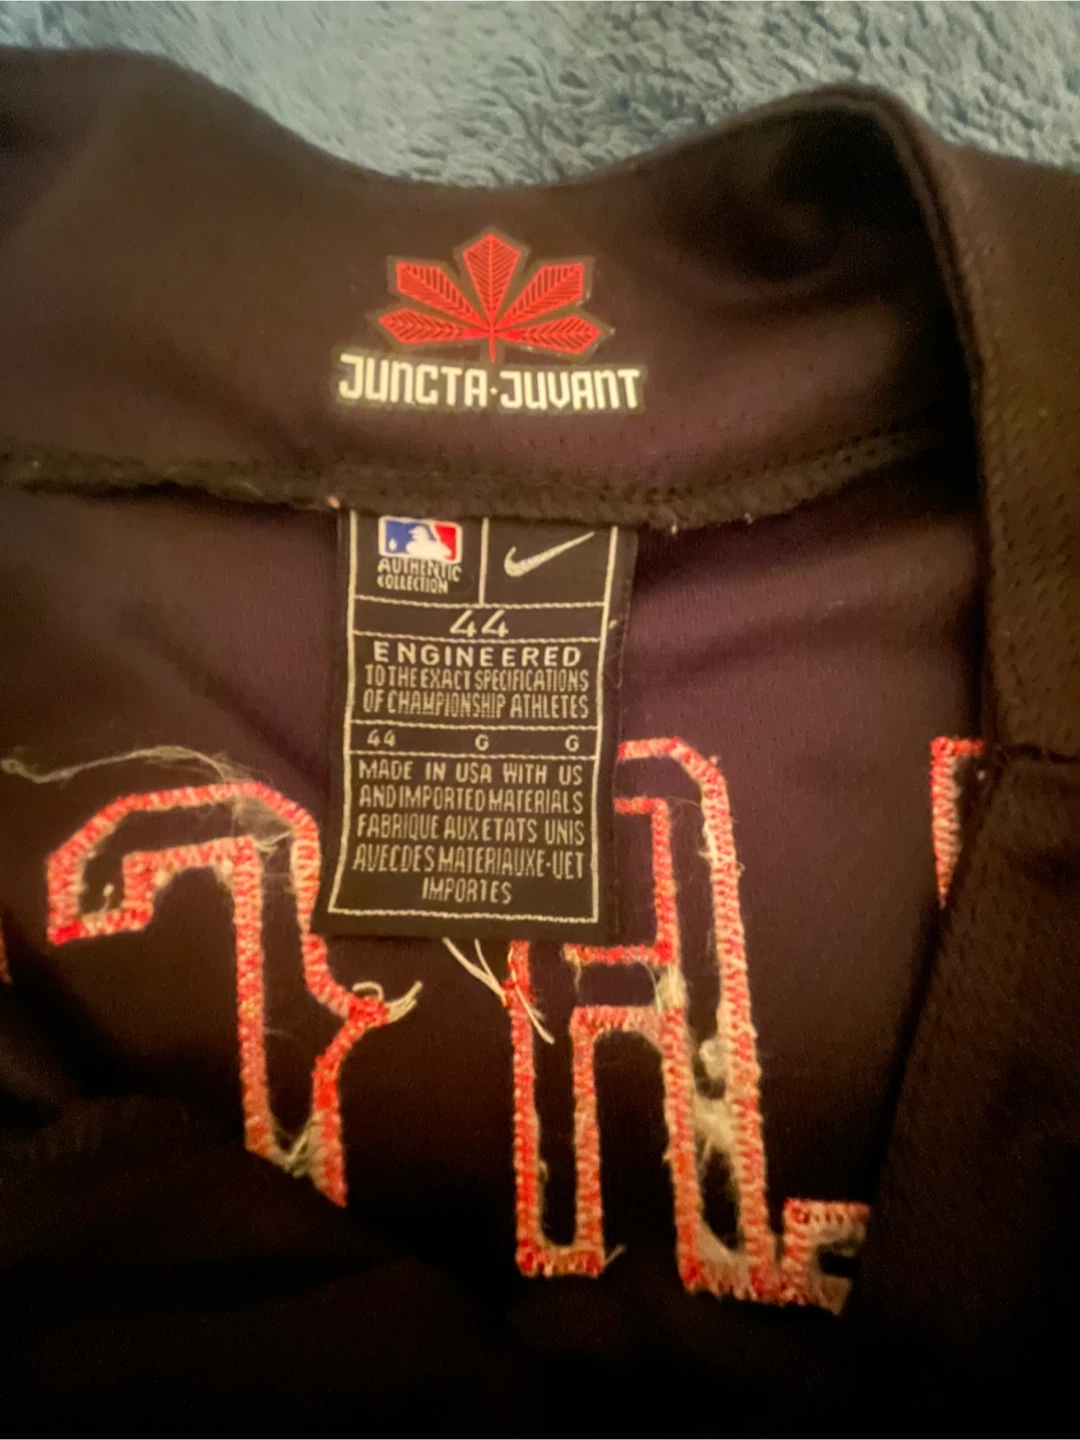 JUNCTA·JUVANT
AUTHENTIC
COLLECTION
44
ENGINEERED
TO THE EXACT SPECIFICATIONS
OF CHAMPIONSHIP ATHLETES
44 G G
MADE IN USA WITH US
AND IMPORTED MATERIALS
FABRIQUE AUX ETATS UNIS
AVEC DES MATERIAUX E-UET
IMPORTES